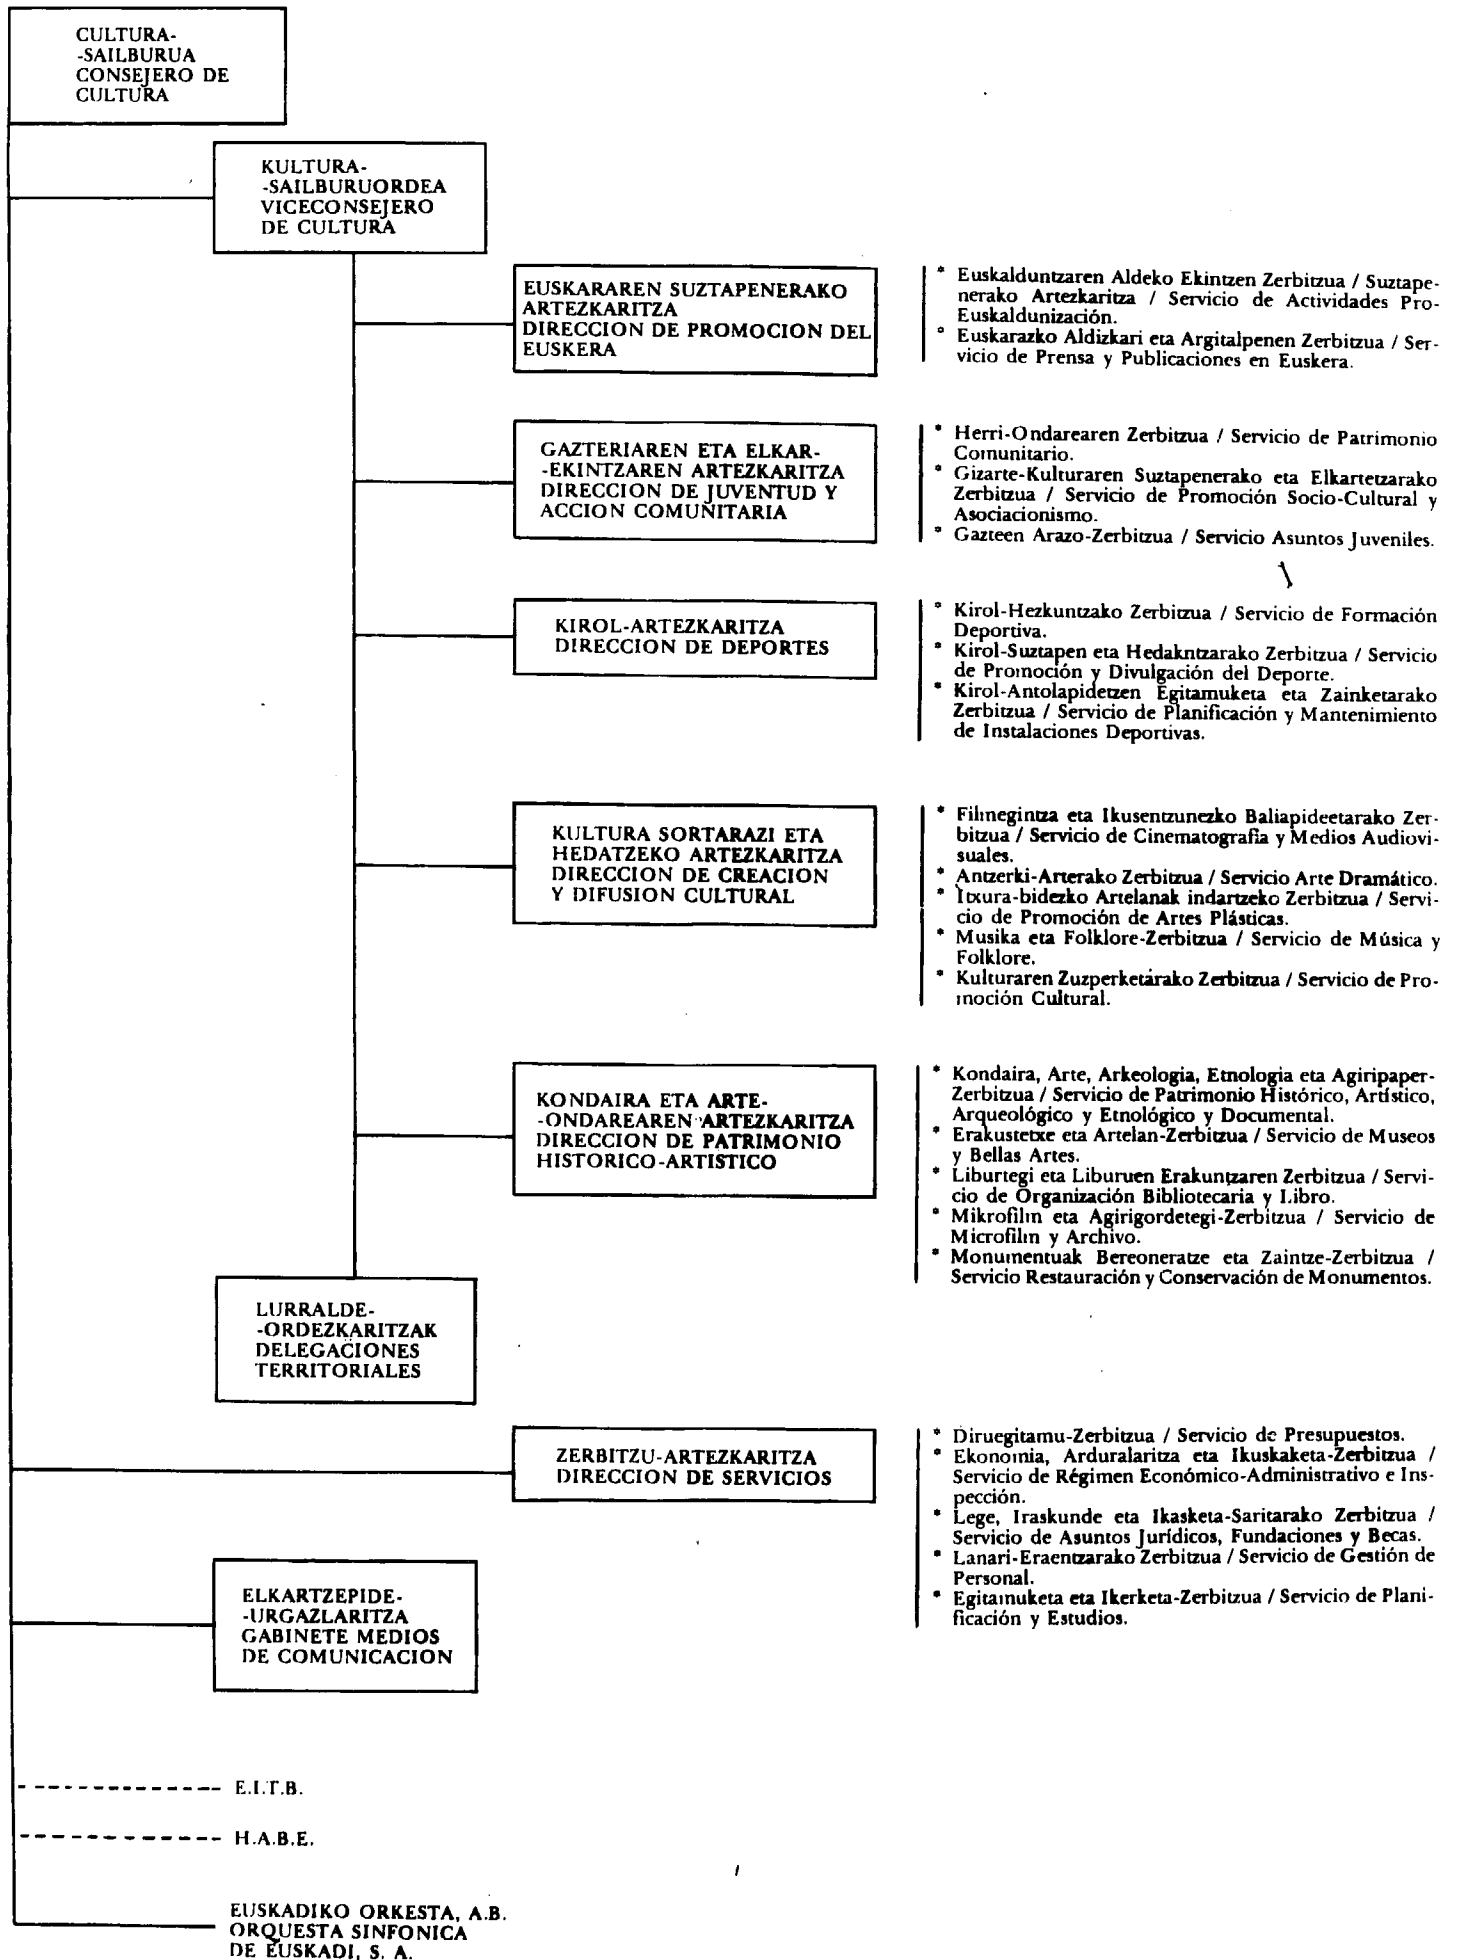 CULTURA-
-SAILBURUA
CONSEJERO DE
CULTURA
KULTURA-
-SAILBURUORDEA
VICECONSEJERO
DE CULTURA
EUSKARAREN SUZTAPENERAKO
ARTEZKARITZA
DIRECCION DE PROMOCION DEL
EUSKERA
* Euskalduntzaren Aldeko Ekintzen Zerbitzua / Suztape-
nerako Artezkaritza / Servicio de Actividades Pro-
Euskaldunización.
* Euskarazko Aldizkari eta Argitalpenen Zerbitzua / Ser-
vicio de Prensa y Publicaciones en Euskera.
GAZTERIAREN ETA ELKAR-
-EKINTZAREN ARTEZKARITZA
DIRECCION DE JUVENTUD Y
ACCION COMUNITARIA
* Herri-Ondarearen Zerbitzua / Servicio de Patrimonio
Comunitario.
* Gizarte-Kulturaren Suztapenerako eta Elkartetzarako
Zerbitzua / Servicio de Promoción Socio-Cultural y
Asociacionismo.
* Gazteen Arazo-Zerbitzua / Servicio Asuntos Juveniles.
KIROL-ARTEZKARITZA
DIRECCION DE DEPORTES
* Kirol-Hezkuntzako Zerbitzua / Servicio de Formación
Deportiva.
* Kirol-Suztapen eta Hedakntzarako Zerbitzua / Servicio
de Promoción y Divulgación del Deporte.
* Kirol-Antolapidetzen Egitamuketa eta Zainketarako
Zerbitzua / Servicio de Planificación y Mantenimiento
de Instalaciones Deportivas.
KULTURA SORTARAZI ETA
HEDATZEKO ARTEZKARITZA
DIRECCION DE CREACION
Y DIFUSION CULTURAL
* Filmegintza eta Ikusentzunezko Baliapideetarako Zer-
bitzua / Servicio de Cinematografía y Medios Audiovi-
suales.
* Antzerki-Arterako Zerbitzua / Servicio Arte Dramático.
* Itxura-bidezko Artelanak indartzeko Zerbitzua / Servi-
cio de Promoción de Artes Plásticas.
* Musika eta Folklore-Zerbitzua / Servicio de Música y
Folklore.
* Kulturaren Zuzperketarako Zerbitzua / Servicio de Pro-
moción Cultural.
KONDAIRA ETA ARTE-
-ONDAREAREN ARTEZKARITZA
DIRECCION DE PATRIMONIO
HISTORICO-ARTISTICO
* Kondaira, Arte, Arkeologia, Etnologia eta Agiripaper-
Zerbitzua / Servicio de Patrimonio Histórico, Artístico,
Arqueológico y Etnológico y Documental.
* Erakustetxe eta Artelan-Zerbitzua / Servicio de Museos
y Bellas Artes.
* Liburtegi eta Liburuen Erakuntzaren Zerbitzua / Servi-
cio de Organización Bibliotecaria y Libro.
* Mikrofilm eta Agirigordetegi-Zerbitzua / Servicio de
Microfilm y Archivo.
* Monumentuak Bereoneratze eta Zaintze-Zerbitzua /
Servicio Restauración y Conservación de Monumentos.
LURRALDE-
-ORDEZKARITZAK
DELEGACIONES
TERRITORIALES
ZERBITZU-ARTEZKARITZA
DIRECCION DE SERVICIOS
* Diruegitamu-Zerbitzua / Servicio de Presupuestos.
* Ekonomia, Arduralaritza eta Ikuskaketa-Zerbitzua /
Servicio de Régimen Económico-Administrativo e Ins-
pección.
* Lege, Iraskunde eta Ikasketa-Saritarako Zerbitzua /
Servicio de Asuntos Jurídicos, Fundaciones y Becas.
* Lanari-Eraentzarako Zerbitzua / Servicio de Gestión de
Personal.
* Egitamuketa eta Ikerketa-Zerbitzua / Servicio de Plani-
ficación y Estudios.
ELKARTZEPIDE-
-URGAZLARITZA
GABINETE MEDIOS
DE COMUNICACION
E.I.T.B.
H.A.B.E.
EUSKADIKO ORKESTA, A.B.
ORQUESTA SINFONICA
DE EUSKADI, S. A.